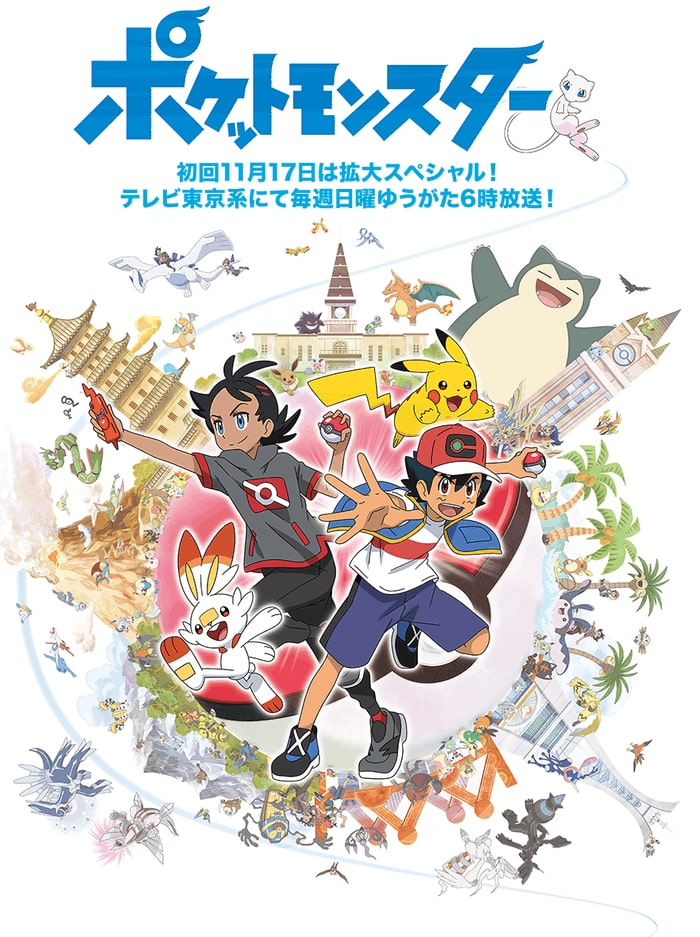 ポケットモンスター
初回11月17日は拡大スペシャル！
テレビ東京系にて毎週日曜ゆうがた6時放送！